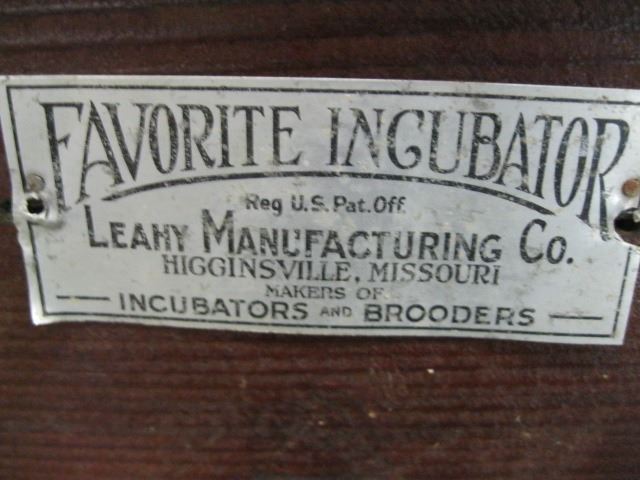 FAVORITE INCUBATOR
Reg U.S. Pat. Off.
LEAHY MANUFACTURING CO.
HIGGINSVILLE, MISSOURI
MAKERS OF
INCUBATORS AND BROODERS